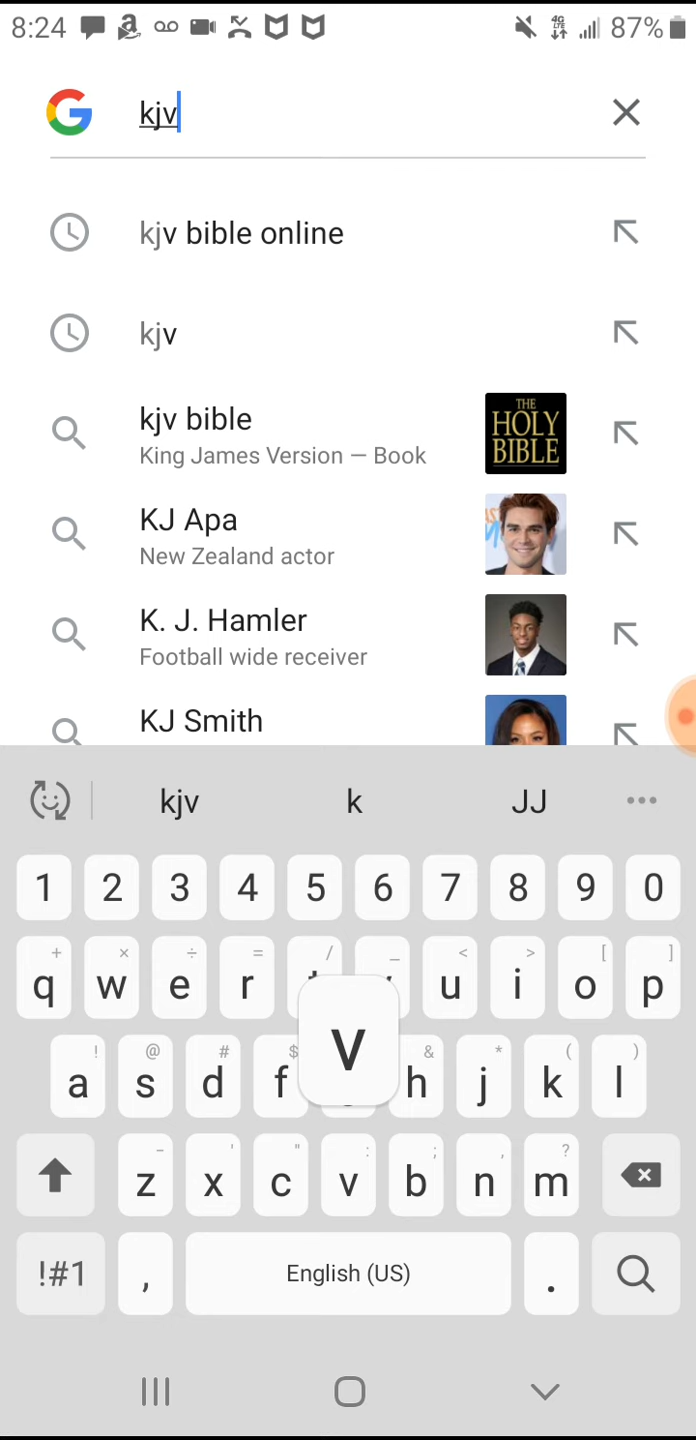 8:24 87%
kjv
kjv bible online
kjv
kjv bible
King James Version — Book
THE
HOLY
BIBLE
KJ Apa
New Zealand actor
K. J. Hamler
Football wide receiver
KJ Smith
kjv k JJ
1 2 3 4 5 6 7 8 9 0
+ × ÷ = / _ < > [ ]
q w e r u i o p
! @ # $ & * ( )
a s d f v h j k l
- ' " : ; , ?
z x c v b n m
!#1 , English (US) .